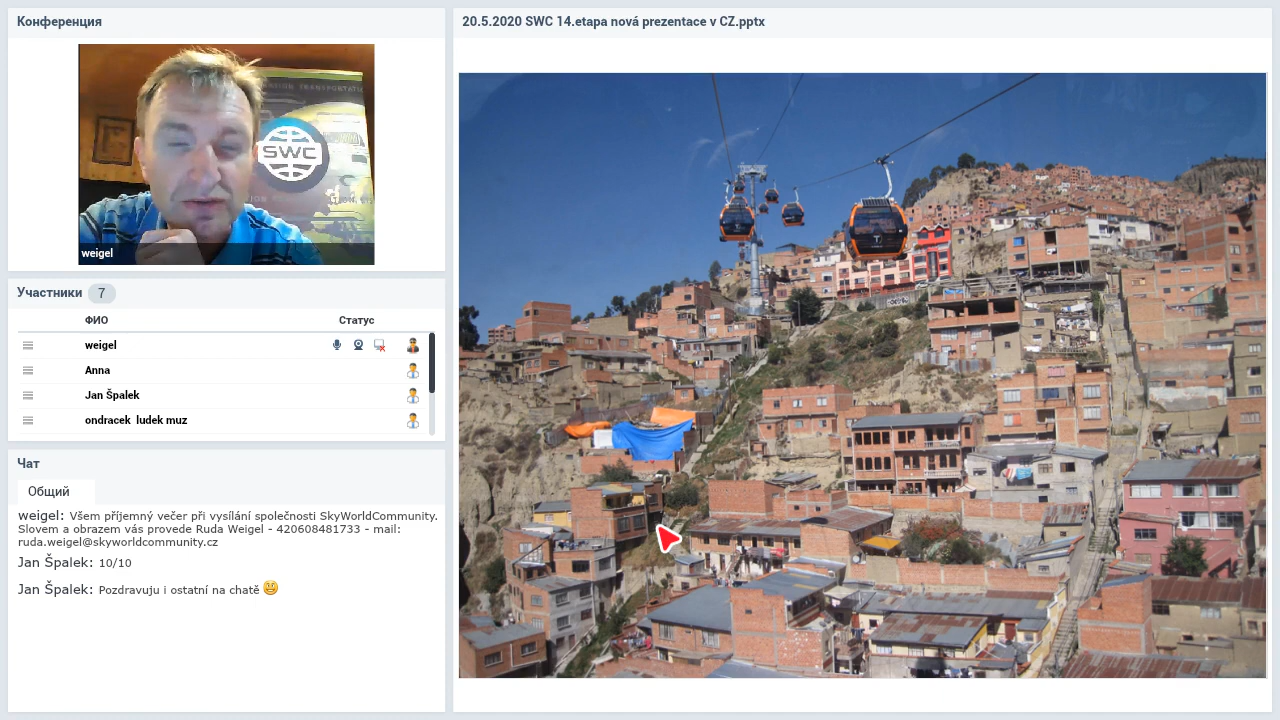 Конференция
SWC
weigel
Участники 7
ФИО Статус
weigel
Anna
Jan Špalek
ondracek ludek muz
Чат
Общий
weigel: Všem příjemný večer při vysílání společnosti SkyWorldCommunity.
Slovem a obrazem vás provede Ruda Weigel - 420608481733 - mail:
ruda.weigel@skyworldcommunity.cz
Jan Špalek: 10/10
Jan Špalek: Pozdravuju i ostatní na chatě
20.5.2020 SWC 14.etapa nová prezentace v CZ.pptx